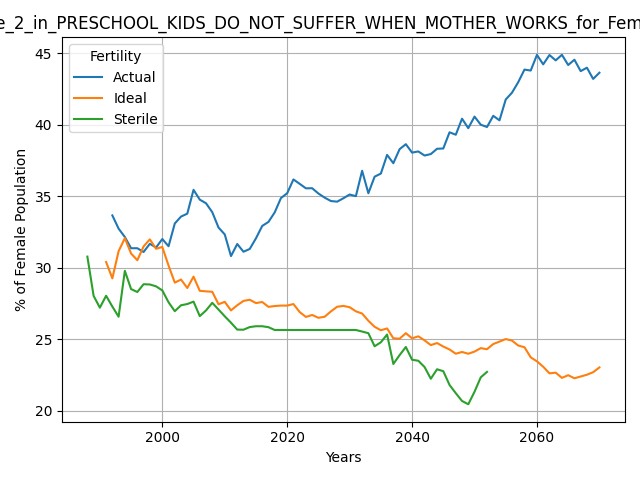 e_2_in_PRESCHOOL_KIDS_DO_NOT_SUFFER_WHEN_MOTHER_WORKS_for_Fem
Fertility
Actual
Ideal
Sterile
% of Female Population
45
40
35
30
25
20
2000
2020
2040
2060
Years